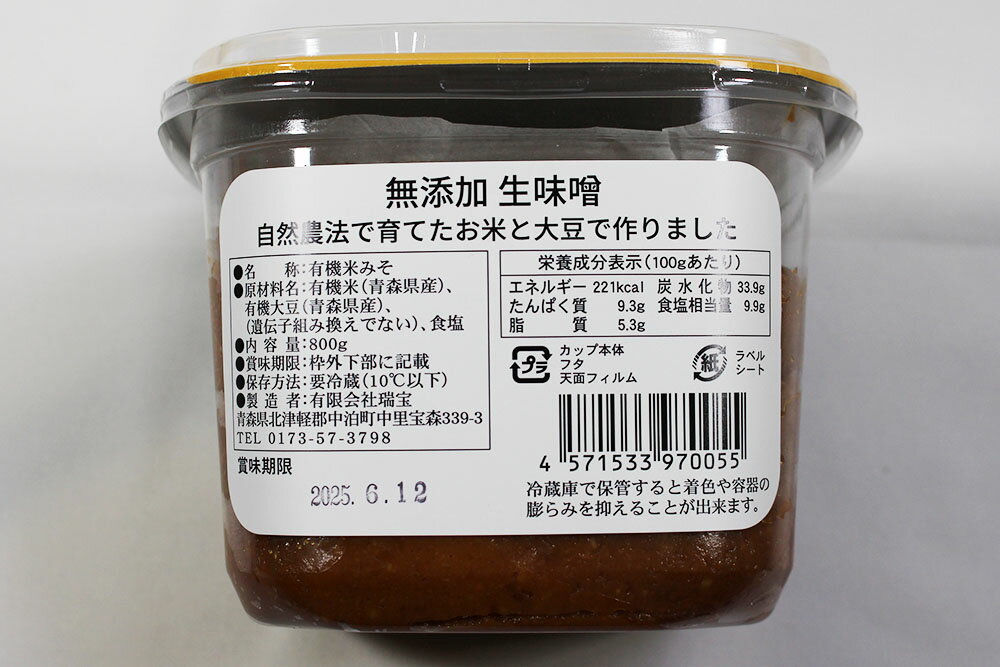 無添加 生味噌
自然農法で育てたお米と大豆で作りました
●名　　称:有機米みそ
●原材料名:有機米(青森県産)、
有機大豆(青森県産)、
(遺伝子組み換えでない)、食塩
●内 容 量:800g
●賞味期限:枠外下部に記載
●保存方法:要冷蔵(10℃以下)
●製 造 者:有限会社瑞宝
青森県北津軽郡中泊町中里宝森339-3
TEL 0173-57-3798
賞味期限
2025. 6.12
栄養成分表示(100gあたり)
エネルギー 221kcal 炭水化物 33.9g
たんぱく質 9.3g 食塩相当量 9.9g
脂　　質 5.3g
プラ
カップ本体
フタ
天面フィルム
紙
ラベル
シート
4 571533 970055
冷蔵庫で保管すると着色や容器の
膨らみを抑えることが出来ます。